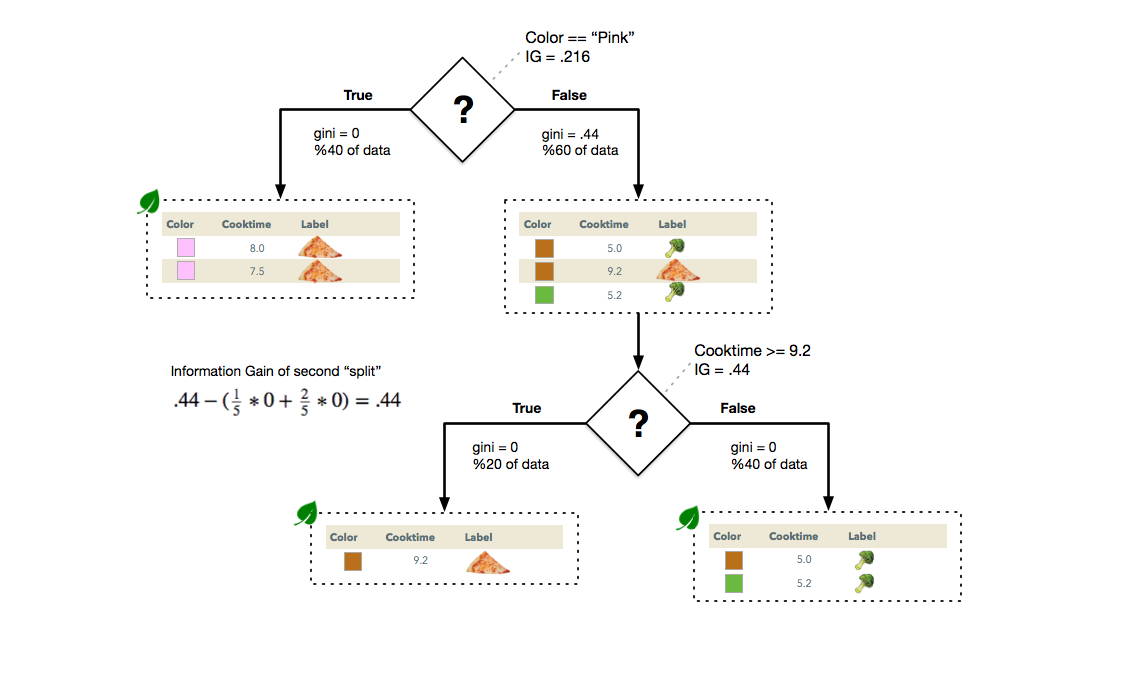 Color == “Pink”
IG = .216
True
False
?
gini = 0
%40 of data
gini = .44
%60 of data
Color Cooktime Label
8.0
7.5
Color Cooktime Label
5.0
9.2
5.2
Cooktime >= 9.2
IG = .44
Information Gain of second “split”
.44 – (1/5 * 0 + 2/5 * 0) = .44
True
False
?
gini = 0
%20 of data
gini = 0
%40 of data
Color Cooktime Label
9.2
Color Cooktime Label
5.0
5.2